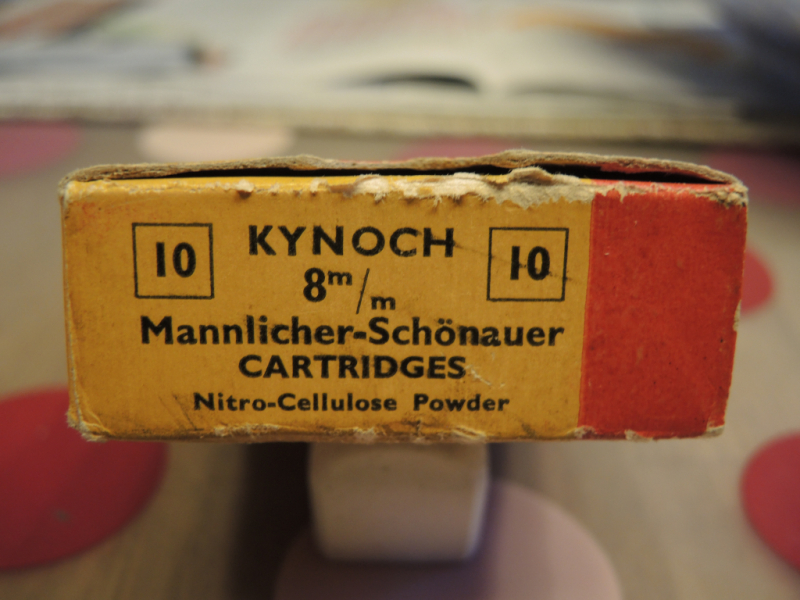 10 KYNOCH 10
8m/m
Mannlicher-Schönauer
CARTRIDGES
Nitro-Cellulose Powder